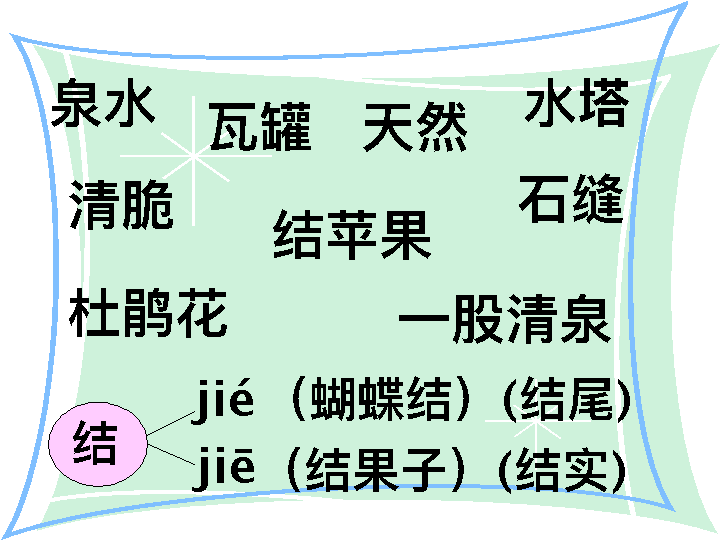 泉水 瓦罐 天然 水塔
清脆 结苹果 石缝
杜鹃花 一股清泉
jié（蝴蝶结）(结尾)
结
jiē（结果子）(结实)